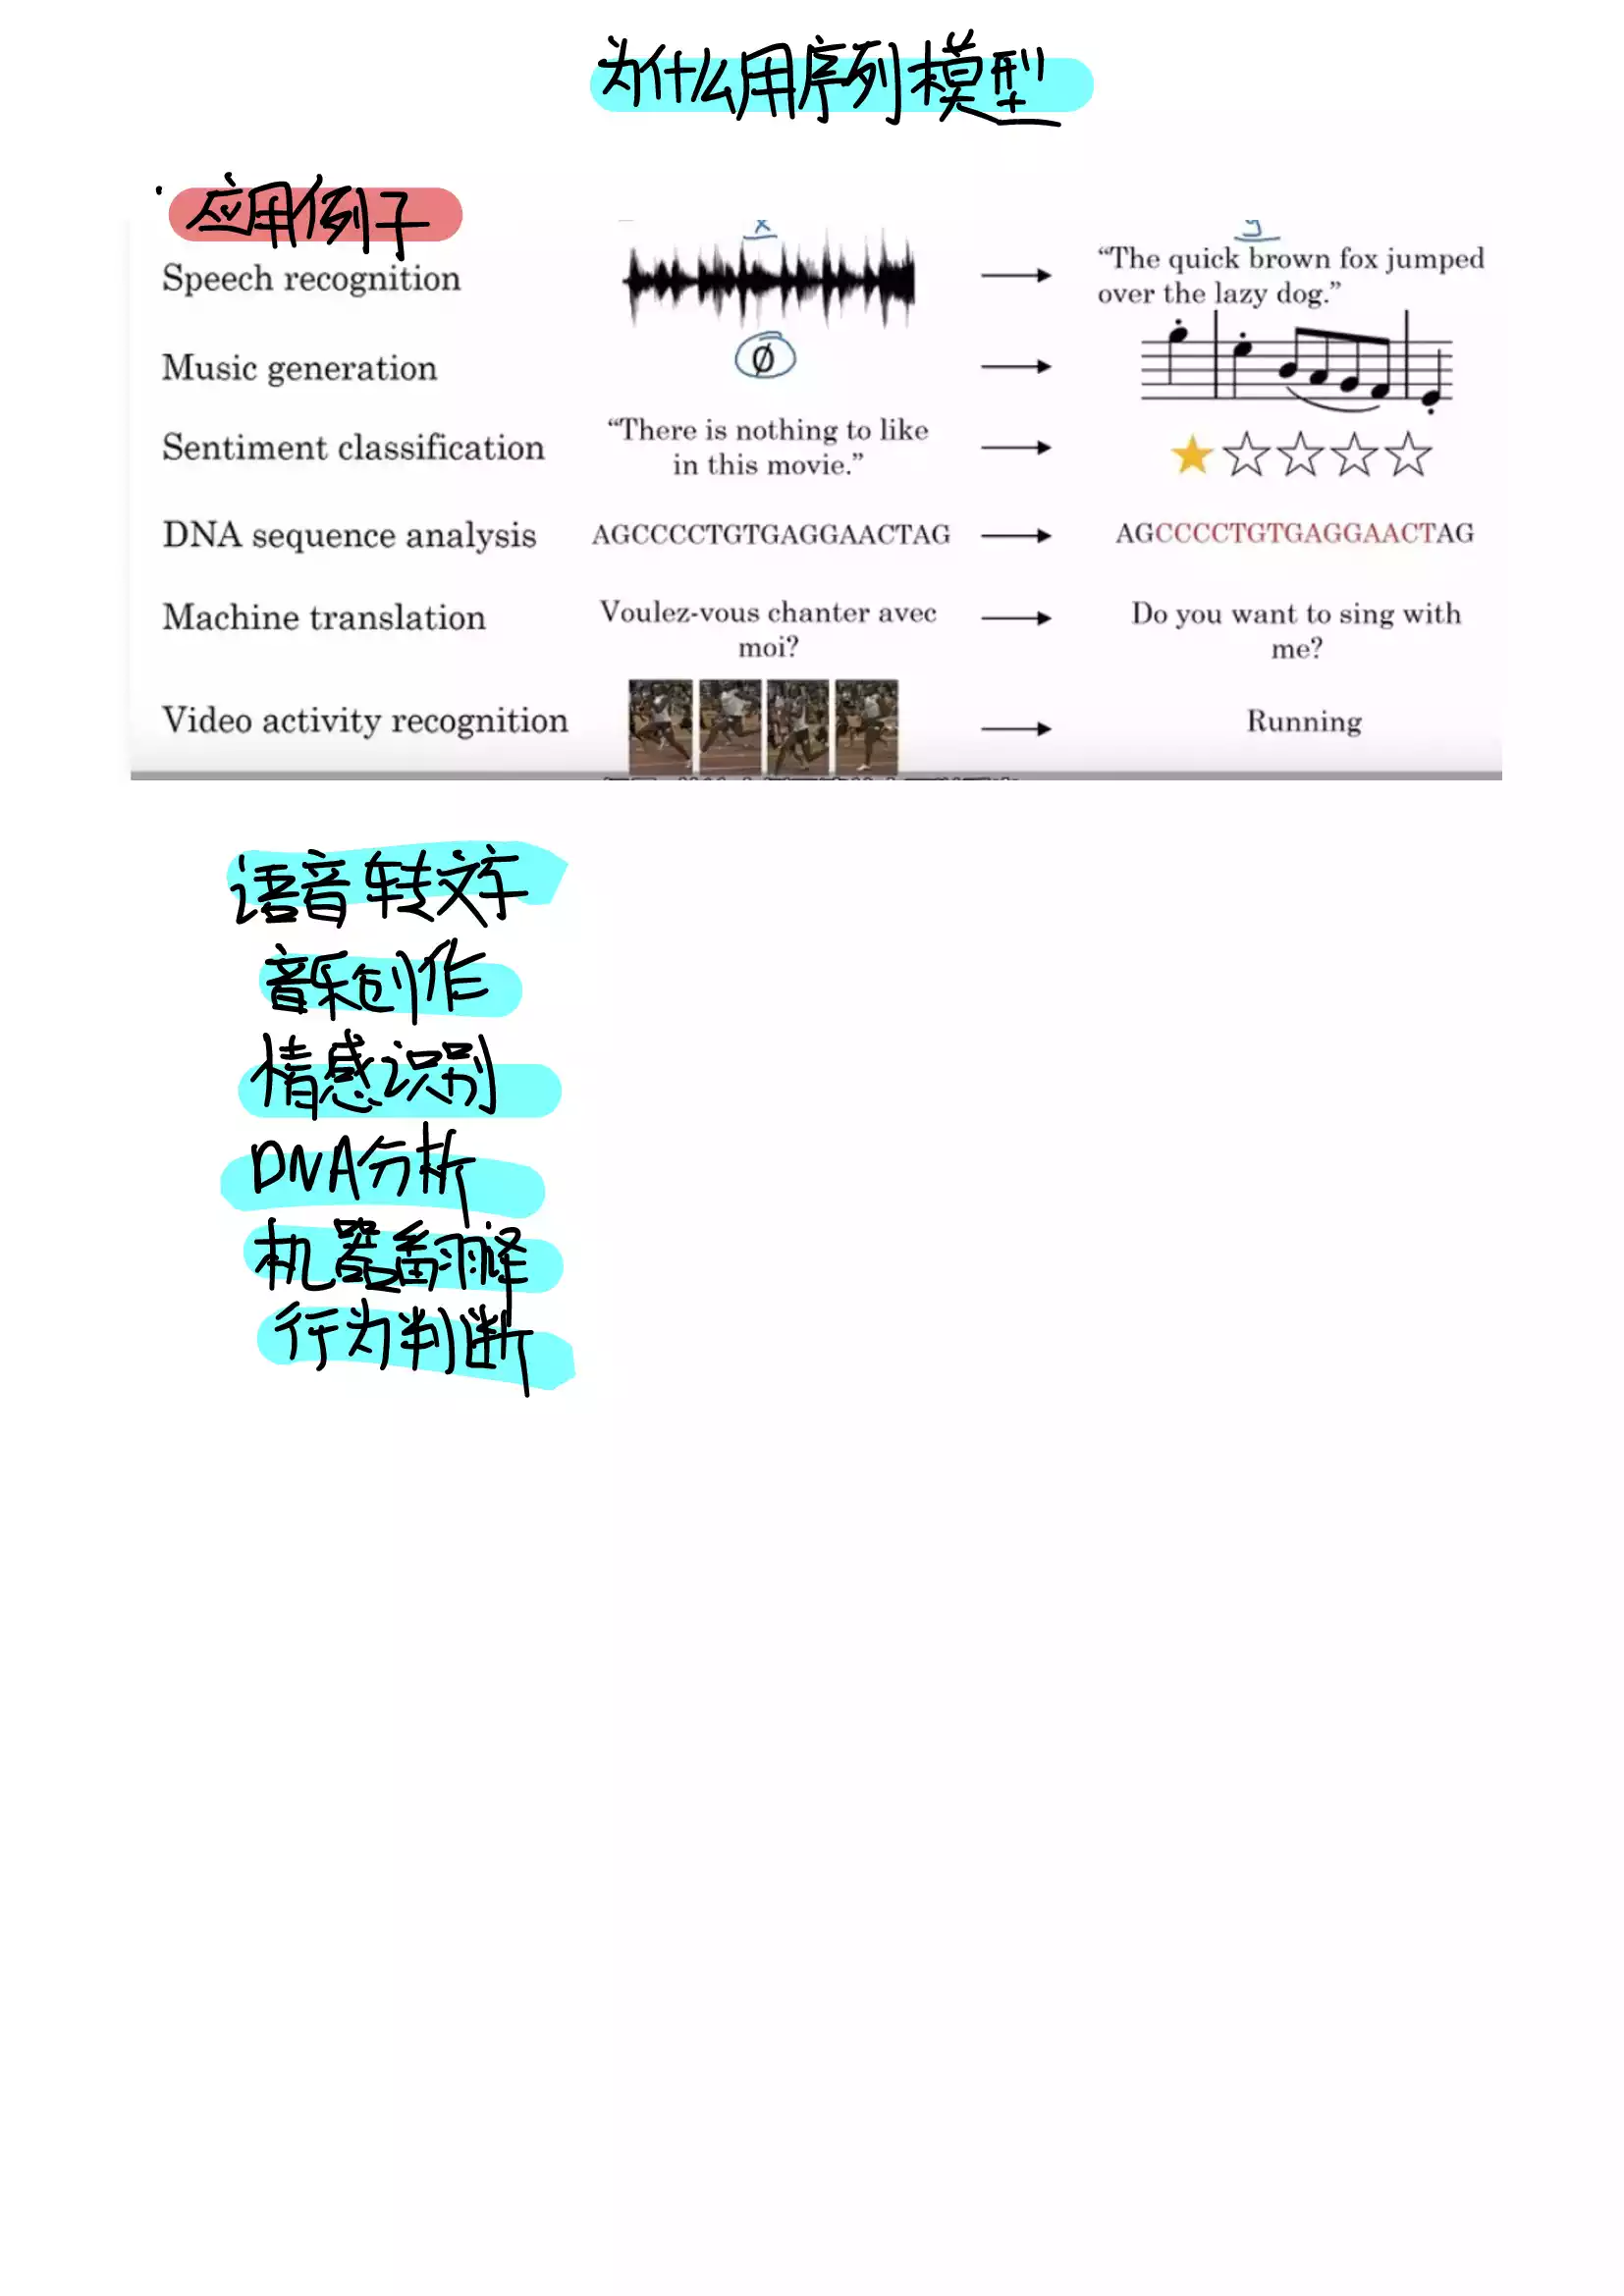 为什么用序列模型
应用例子
x
y
Speech recognition
“The quick brown fox jumped
over the lazy dog.”
Music generation
Ø
Sentiment classification
“There is nothing to like
in this movie.”
DNA sequence analysis
AGCCCCTGTGAGGAACTAG
AGCCCCTGTGAGGAACTAG
Machine translation
Voulez-vous chanter avec
moi?
Do you want to sing with
me?
Video activity recognition
Running
语音转文字
音乐创作
情感识别
DNA分析
机器翻译
行为判断